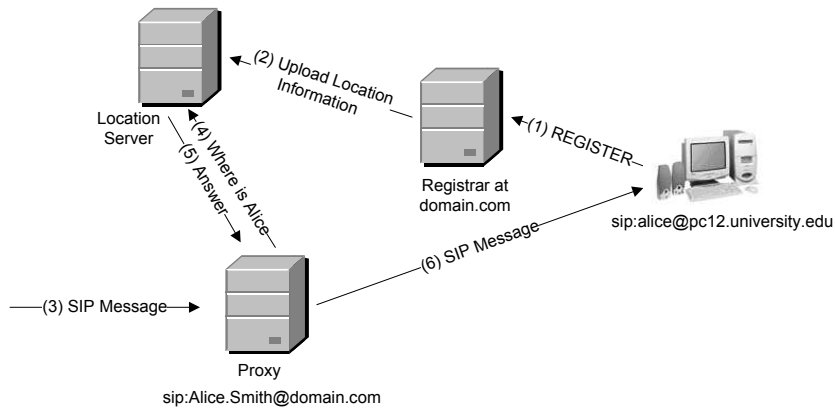 (2) Upload Location
Information
Location
Server
(1) REGISTER
(4) Where is Alice
(5) Answer
Registrar at
domain.com
sip:alice@pc12.university.edu
(6) SIP Message
(3) SIP Message
Proxy
sip:Alice.Smith@domain.com